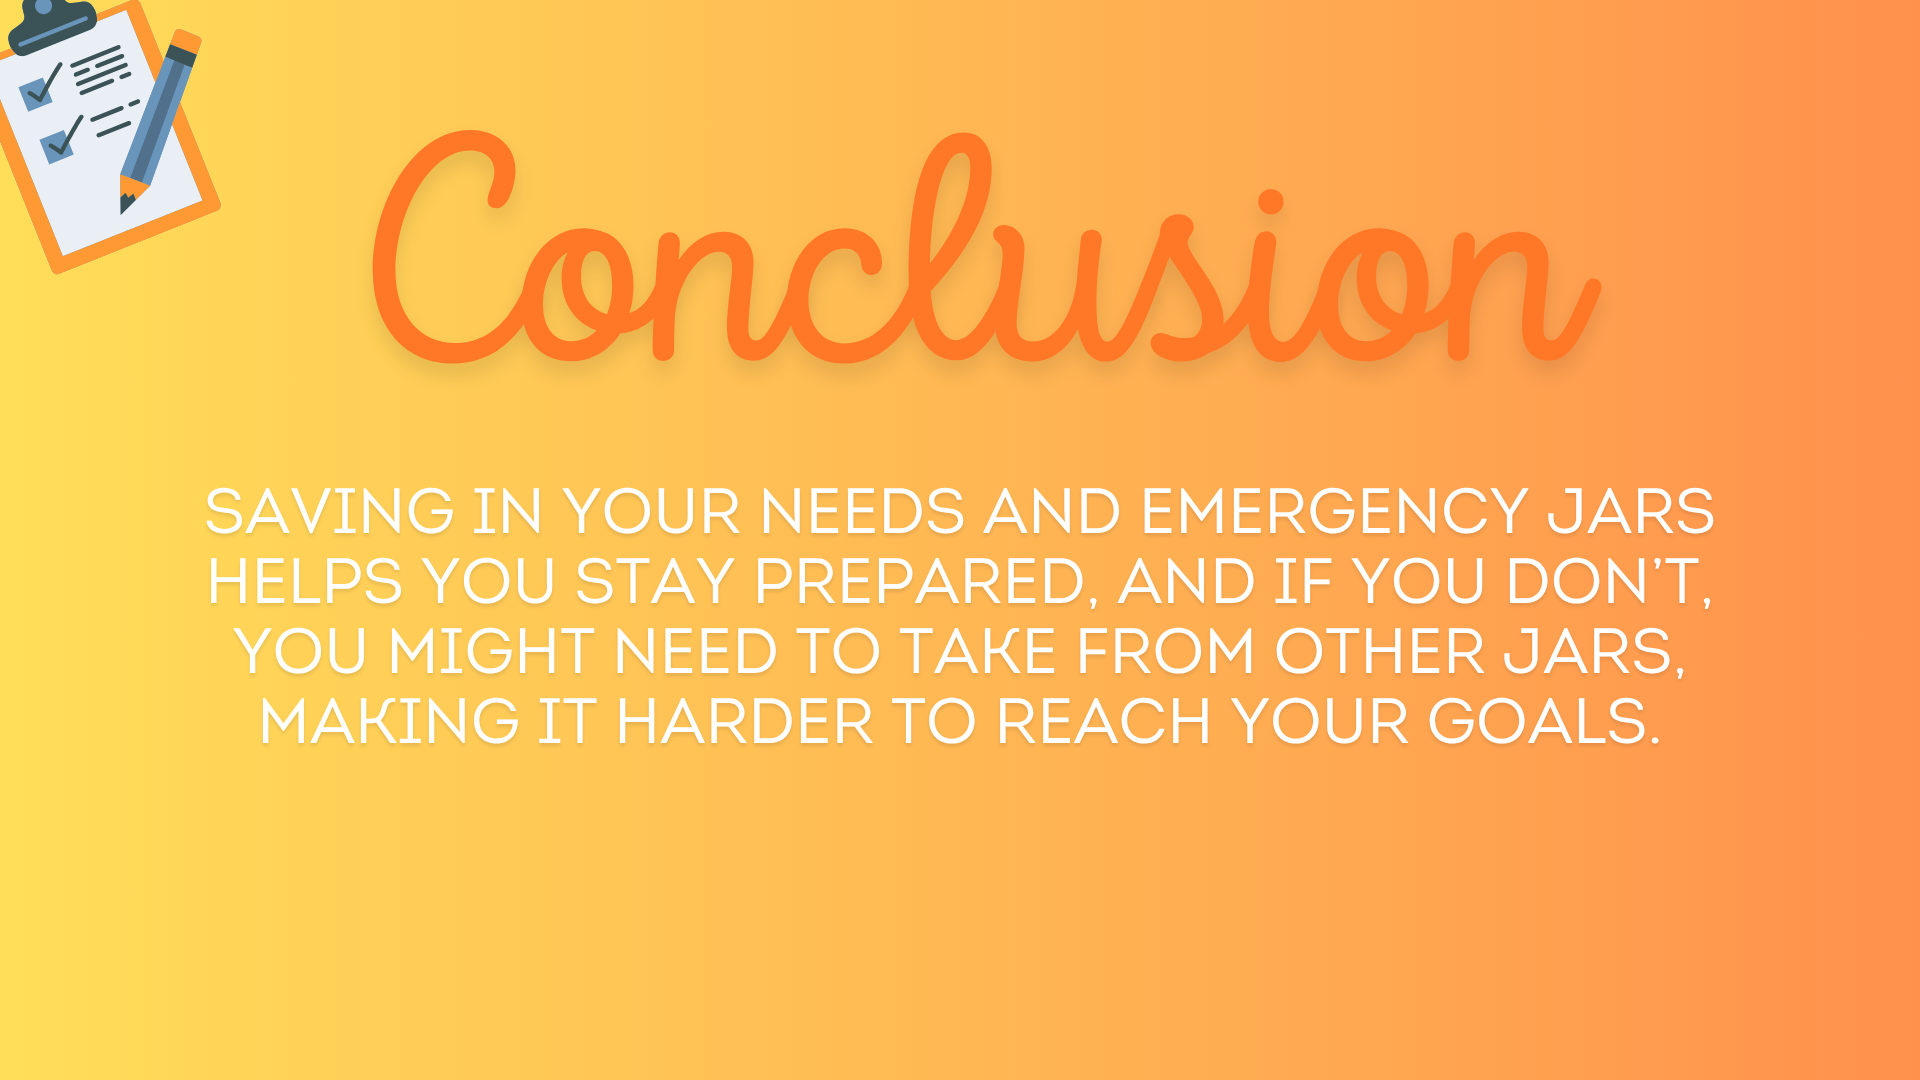 Conclusion
SAVING IN YOUR NEEDS AND EMERGENCY JARS
HELPS YOU STAY PREPARED, AND IF YOU DON’T,
YOU MIGHT NEED TO TAKE FROM OTHER JARS,
MAKING IT HARDER TO REACH YOUR GOALS.